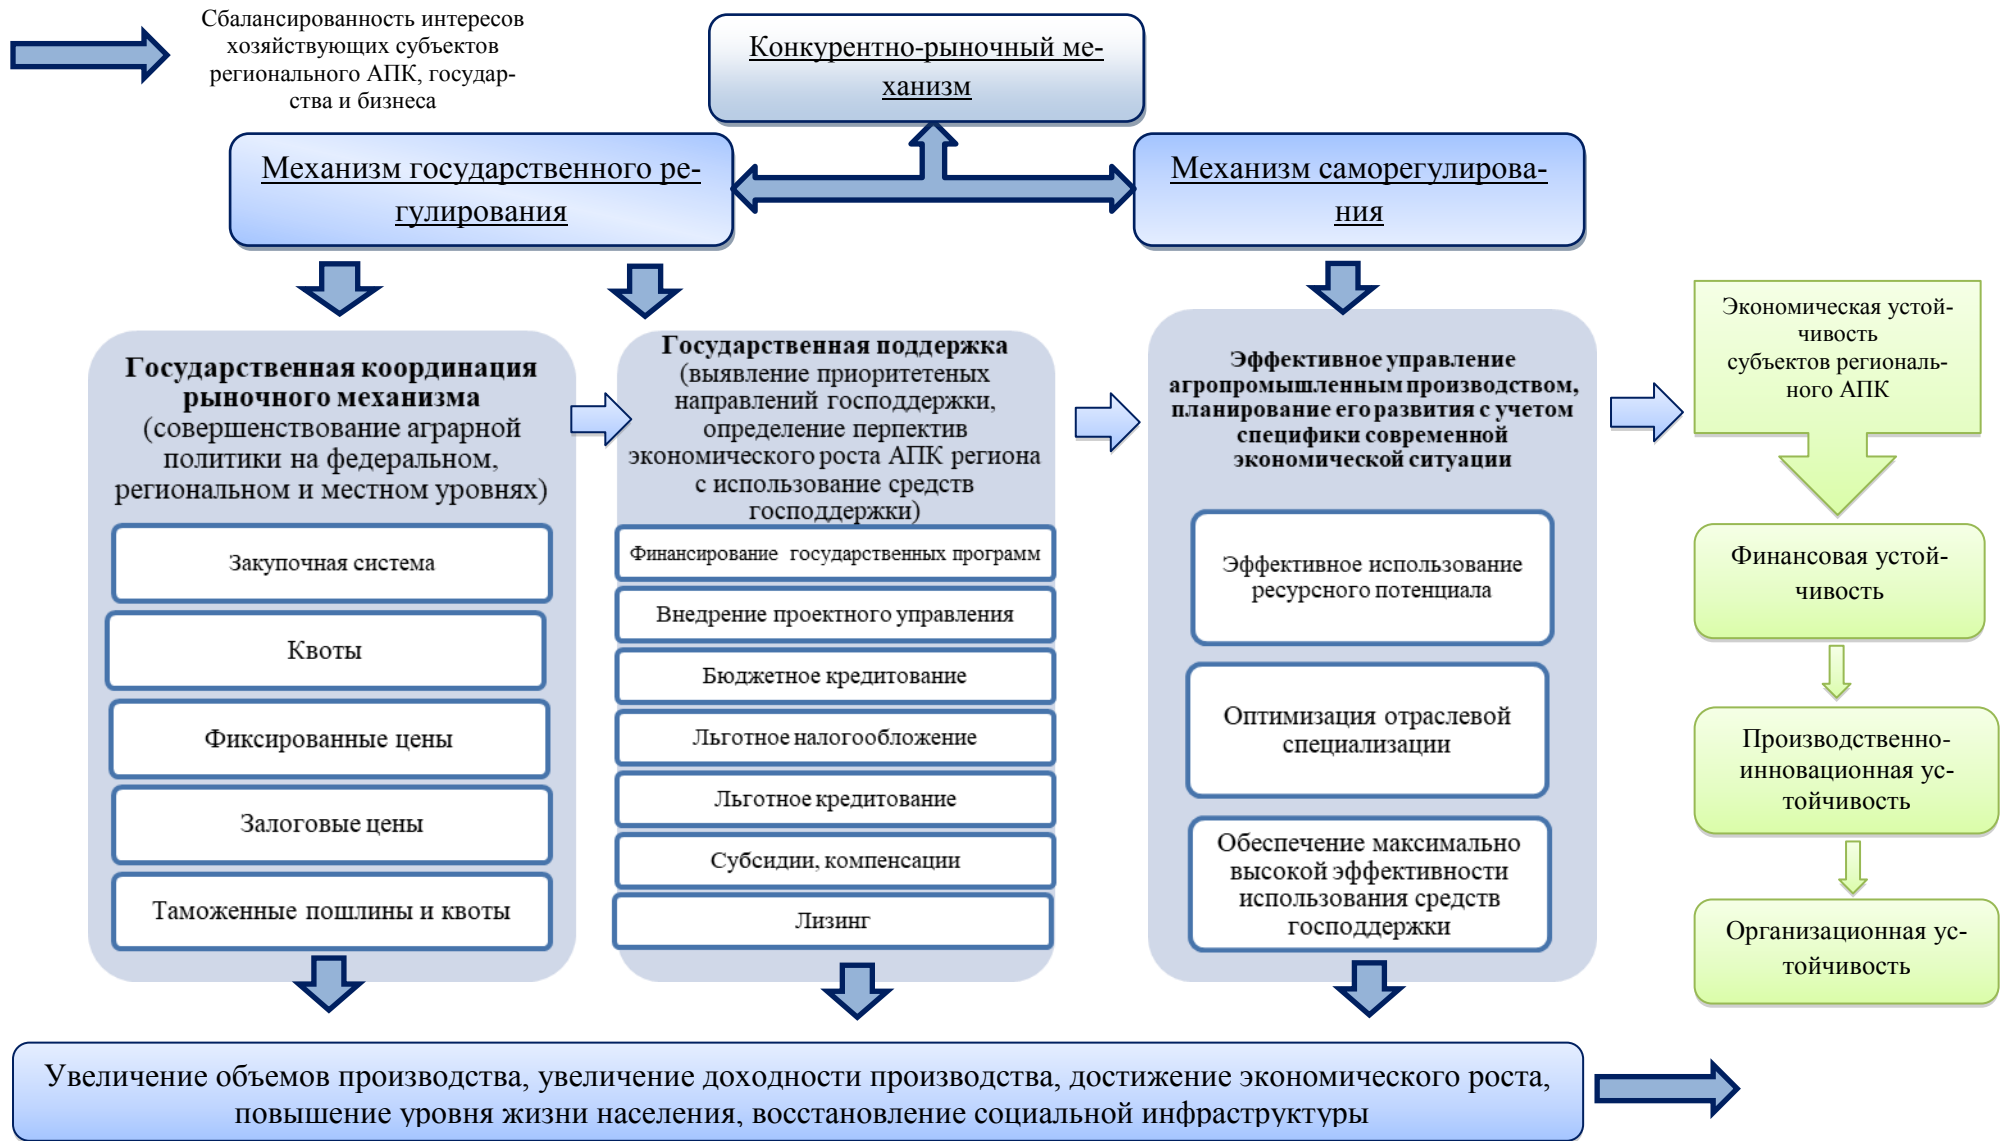 Сбалансированность интересов
хозяйствующих субъектов
регионального АПК, государ-
ства и бизнеса
Конкурентно-рыночный ме-
ханизм
Механизм государственного ре-
гулирования
Механизм саморегулирова-
ния
Государственная координация
рыночного механизма
(совершенствование аграрной
политики на федеральном,
региональном и местном уровнях)
Закупочная система
Квоты
Фиксированные цены
Залоговые цены
Таможенные пошлины и квоты
Государственная поддержка
(выявление приоритетеных
направлений господдержки,
определение перпектив
экономического роста АПК региона
с использование средств
господдержки)
Финансирование государственных программ
Внедрение проектного управления
Бюджетное кредитование
Льготное налогообложение
Льготное кредитование
Субсидии, компенсации
Лизинг
Эффективное управление
агропромышленным производством,
планирование его развития с учетом
специфики современной
экономической ситуации
Эффективное использование
ресурсного потенциала
Оптимизация отраслевой
специализации
Обеспечение максимально
высокой эффективности
использования средств
господдержки
Экономическая устой-
чивость
субъектов региональ-
ного АПК
Финансовая устой-
чивость
Производственно-
инновационная ус-
тойчивость
Организационная ус-
тойчивость
Увеличение объемов производства, увеличение доходности производства, достижение экономического роста,
повышение уровня жизни населения, восстановление социальной инфраструктуры